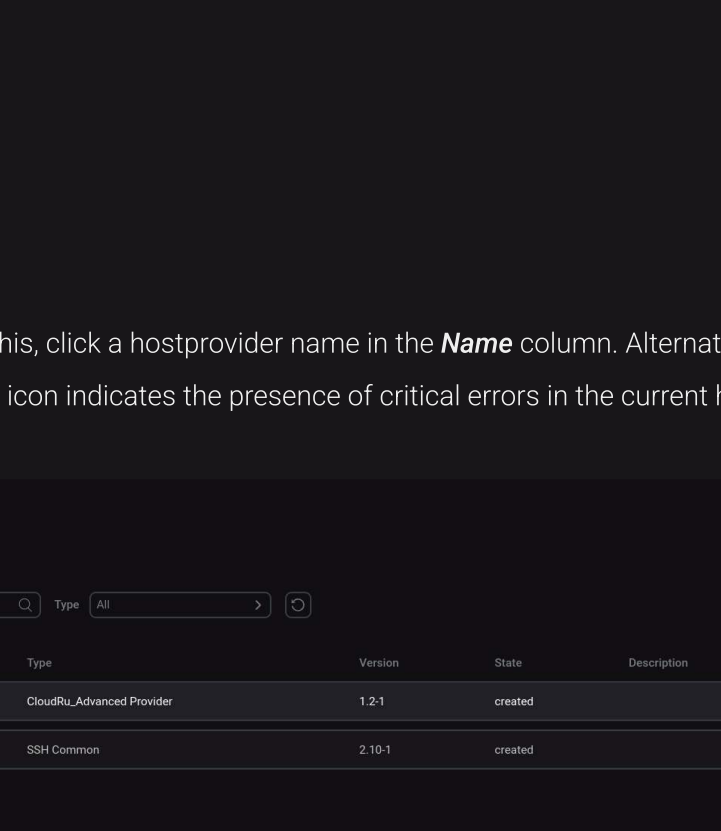 his, click a hostprovider name in the Name column. Alternat
icon indicates the presence of critical errors in the current
Type All
Type Version State Description
CloudRu_Advanced Provider 1.2-1 created
SSH Common 2.10-1 created